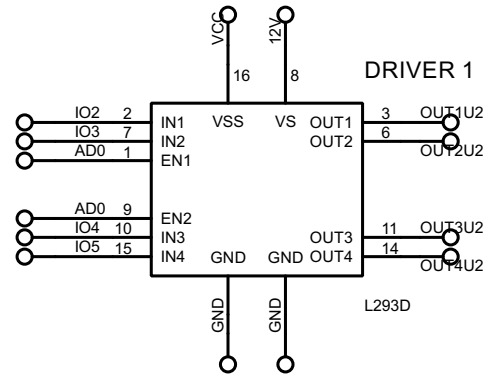 VCC 12V
16 8
DRIVER 1
IO2 2 IN1 VSS VS OUT1 3 OUT1U2
IO3 7 IN2 OUT2 6 OUT2U2
AD0 1 EN1
AD0 9 EN2
IO4 10 IN3 OUT3 11 OUT3U2
IO5 15 IN4 GND GND OUT4 14 OUT4U2
GND GND
L293D